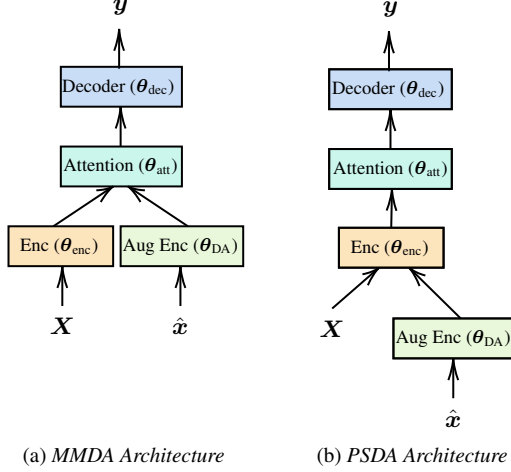 y
Decoder (θ_dec)
Attention (θ_att)
Enc (θ_enc)
Aug Enc (θ_DA)
X
x̂
(a) MMDA Architecture
y
Decoder (θ_dec)
Attention (θ_att)
Enc (θ_enc)
X
Aug Enc (θ_DA)
x̂
(b) PSDA Architecture